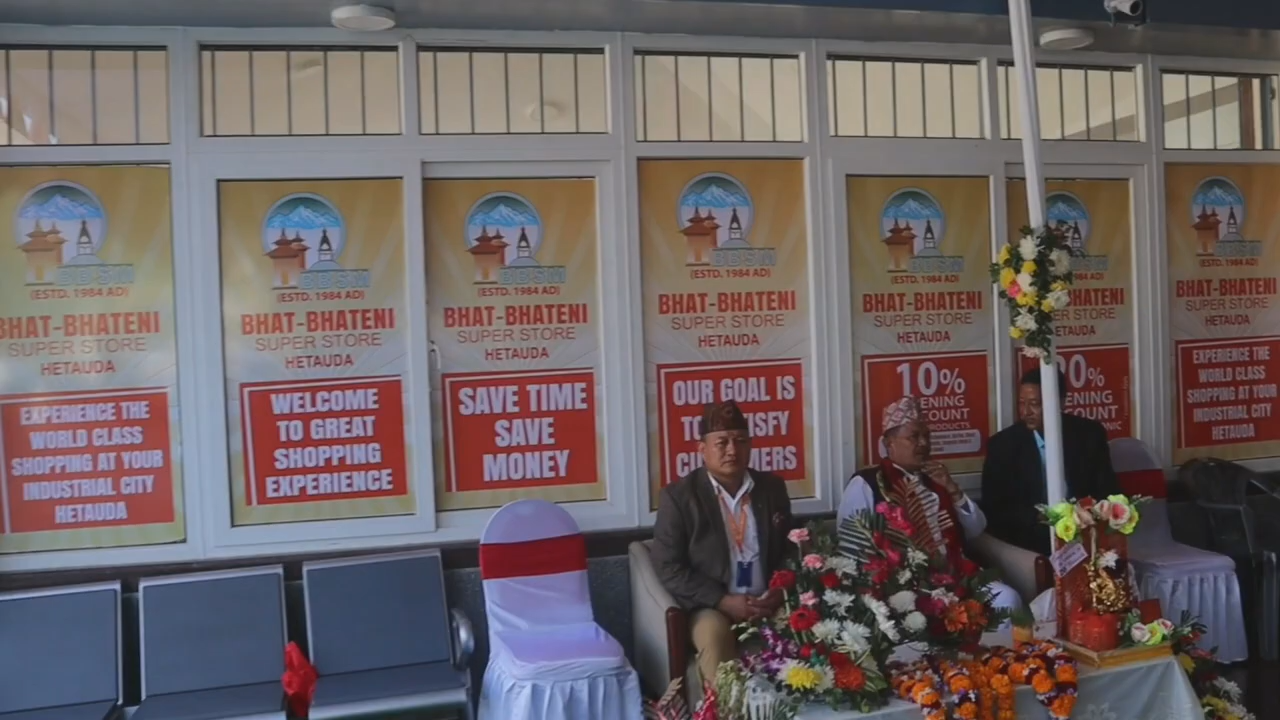 BBSM
(ESTD. 1984 AD)
BHAT-BHATENI
SUPER STORE
HETAUDA
EXPERIENCE THE
WORLD CLASS
SHOPPING AT YOUR
INDUSTRIAL CITY
HETAUDA
BBSM
(ESTD. 1984 AD)
BHAT-BHATENI
SUPER STORE
HETAUDA
WELCOME
TO GREAT
SHOPPING
EXPERIENCE
BBSM
(ESTD. 1984 AD)
BHAT-BHATENI
SUPER STORE
HETAUDA
SAVE TIME
SAVE
MONEY
BBSM
(ESTD. 1984 AD)
BHAT-BHATENI
SUPER STORE
HETAUDA
OUR GOAL IS
BBSM
(ESTD. 1984 AD)
BHAT-BHATENI
SUPER STORE
HETAUDA
10%
PRODUCTS
BHATENI
STORE
HETAUDA
BBSM
(ESTD. 1984 AD)
BHAT-BHATENI
SUPER STORE
HETAUDA
EXPERIENCE THE
WORLD CLASS
SHOPPING AT YOUR
INDUSTRIAL CITY
HETAUDA